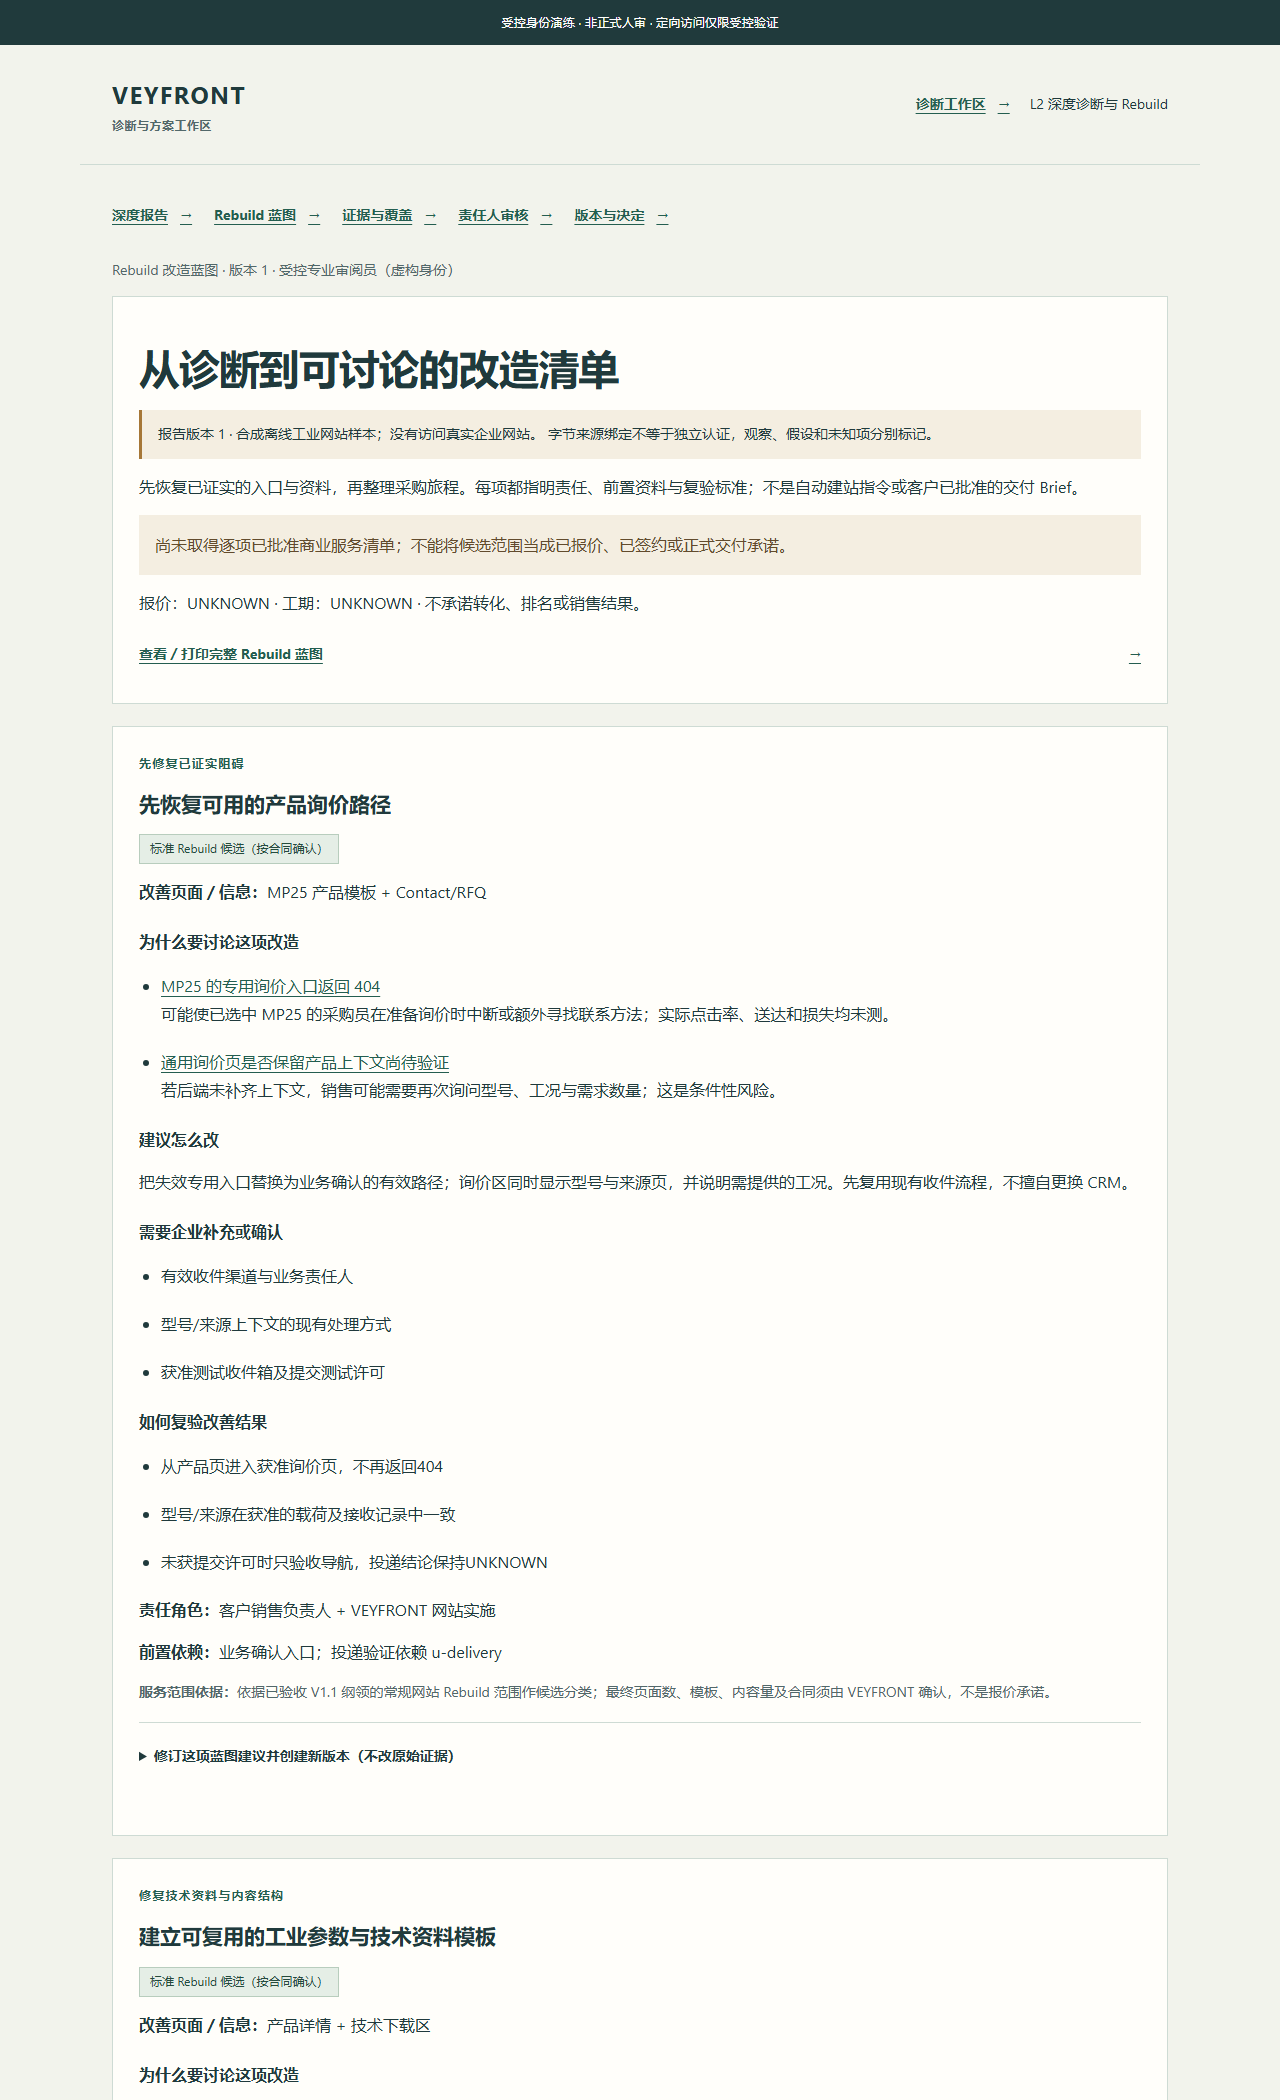 受控身份演练 · 非正式人审 · 定向访问仅限受控验证
VEYFRONT
诊断与方案工作区
诊断工作区 → L2 深度诊断与 Rebuild
深度报告 → Rebuild 蓝图 → 证据与覆盖 → 责任人审核 → 版本与决定 →
Rebuild 改造蓝图 · 版本 1 · 受控专业审阅员（虚构身份）
从诊断到可讨论的改造清单
报告版本 1 · 合成离线工业网站样本；没有访问真实企业网站。 字节来源绑定不等于独立认证，观察、假设和未知项分别标记。
先恢复已证实的入口与资料，再整理采购旅程。每项都指明责任、前置资料与复验标准；不是自动建站指令或客户已批准的交付 Brief。
尚未取得逐项已批准商业服务清单；不能将候选范围当成已报价、已签约或正式交付承诺。
报价：UNKNOWN · 工期：UNKNOWN · 不承诺转化、排名或销售结果。
查看 / 打印完整 Rebuild 蓝图 →
先修复已证实阻碍
先恢复可用的产品询价路径
标准 Rebuild 候选（按合同确认）
改善页面 / 信息：MP25 产品模板 + Contact/RFQ
为什么要讨论这项改造
• MP25 的专用询价入口返回 404
可能使已选中 MP25 的采购员在准备询价时中断或额外寻找联系方法；实际点击率、送达和损失均未测。
• 通用询价页是否保留产品上下文尚待验证
若后端未补齐上下文，销售可能需要再次询问型号、工况与需求数量；这是条件性风险。
建议怎么改
把失效专用入口替换为业务确认的有效路径；询价区同时显示型号与来源页，并说明需提供的工况。先复用现有收件流程，不擅自更换 CRM。
需要企业补充或确认
• 有效收件渠道与业务责任人
• 型号/来源上下文的现有处理方式
• 获准测试收件箱及提交测试许可
如何复验改善结果
• 从产品页进入获准询价页，不再返回404
• 型号/来源在获准的载荷及接收记录中一致
• 未获提交许可时只验收导航，投递结论保持UNKNOWN
责任角色：客户销售负责人 + VEYFRONT 网站实施
前置依赖：业务确认入口；投递验证依赖 u-delivery
服务范围依据：依据已验收 V1.1 纲领的常规网站 Rebuild 范围作候选分类；最终页面数、模板、内容量及合同须由 VEYFRONT 确认，不是报价承诺。
▶ 修订这项蓝图建议并创建新版本（不改原始证据）
修复技术资料与内容结构
建立可复用的工业参数与技术资料模板
标准 Rebuild 候选（按合同确认）
改善页面 / 信息：产品详情 + 技术下载区
为什么要讨论这项改造